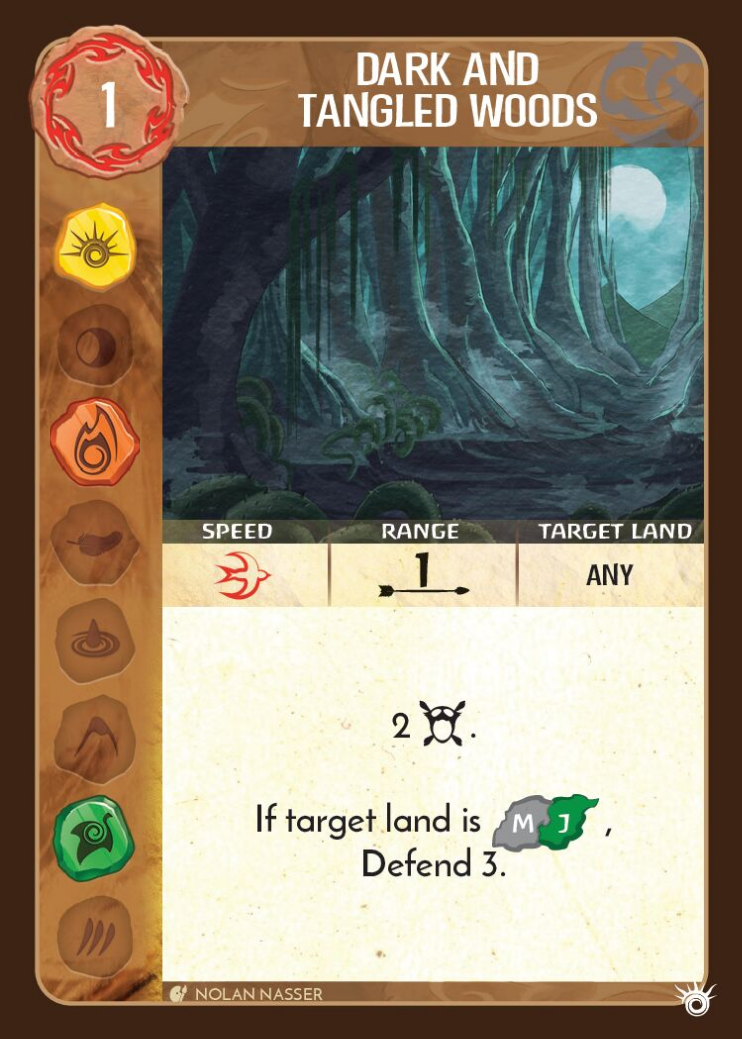 1
DARK AND
TANGLED WOODS
SPEED RANGE TARGET LAND
1 ANY
2 .
If target land is M J ,
Defend 3.
NOLAN NASSER